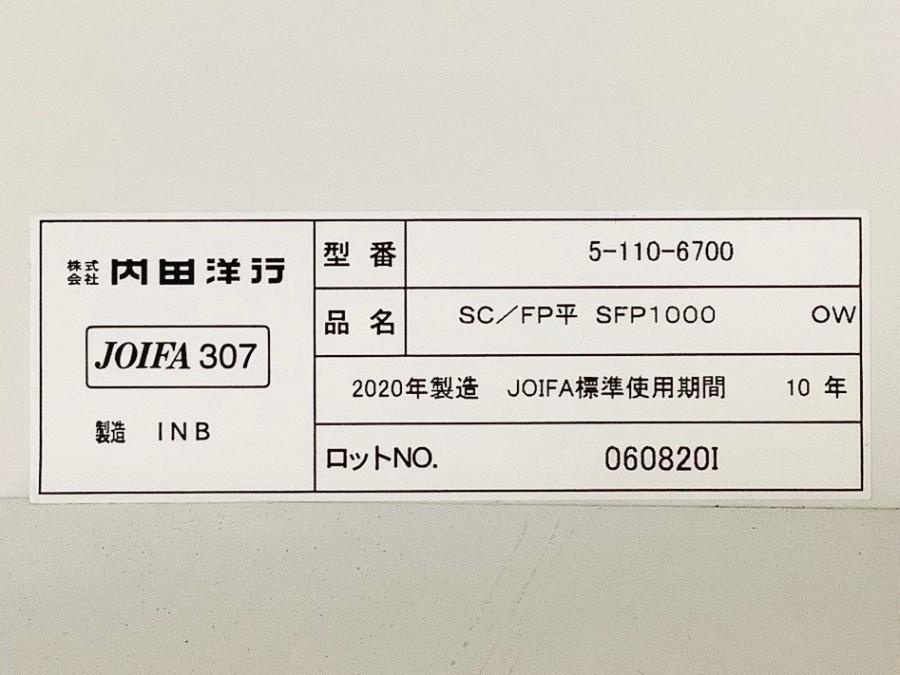 株式会社 内田洋行
JOIFA 307
製造 INB
型番 5-110-6700
品名 SC／FP平 SFP1000 OW
2020年製造 JOIFA標準使用期間 10年
ロットNO. 060820I